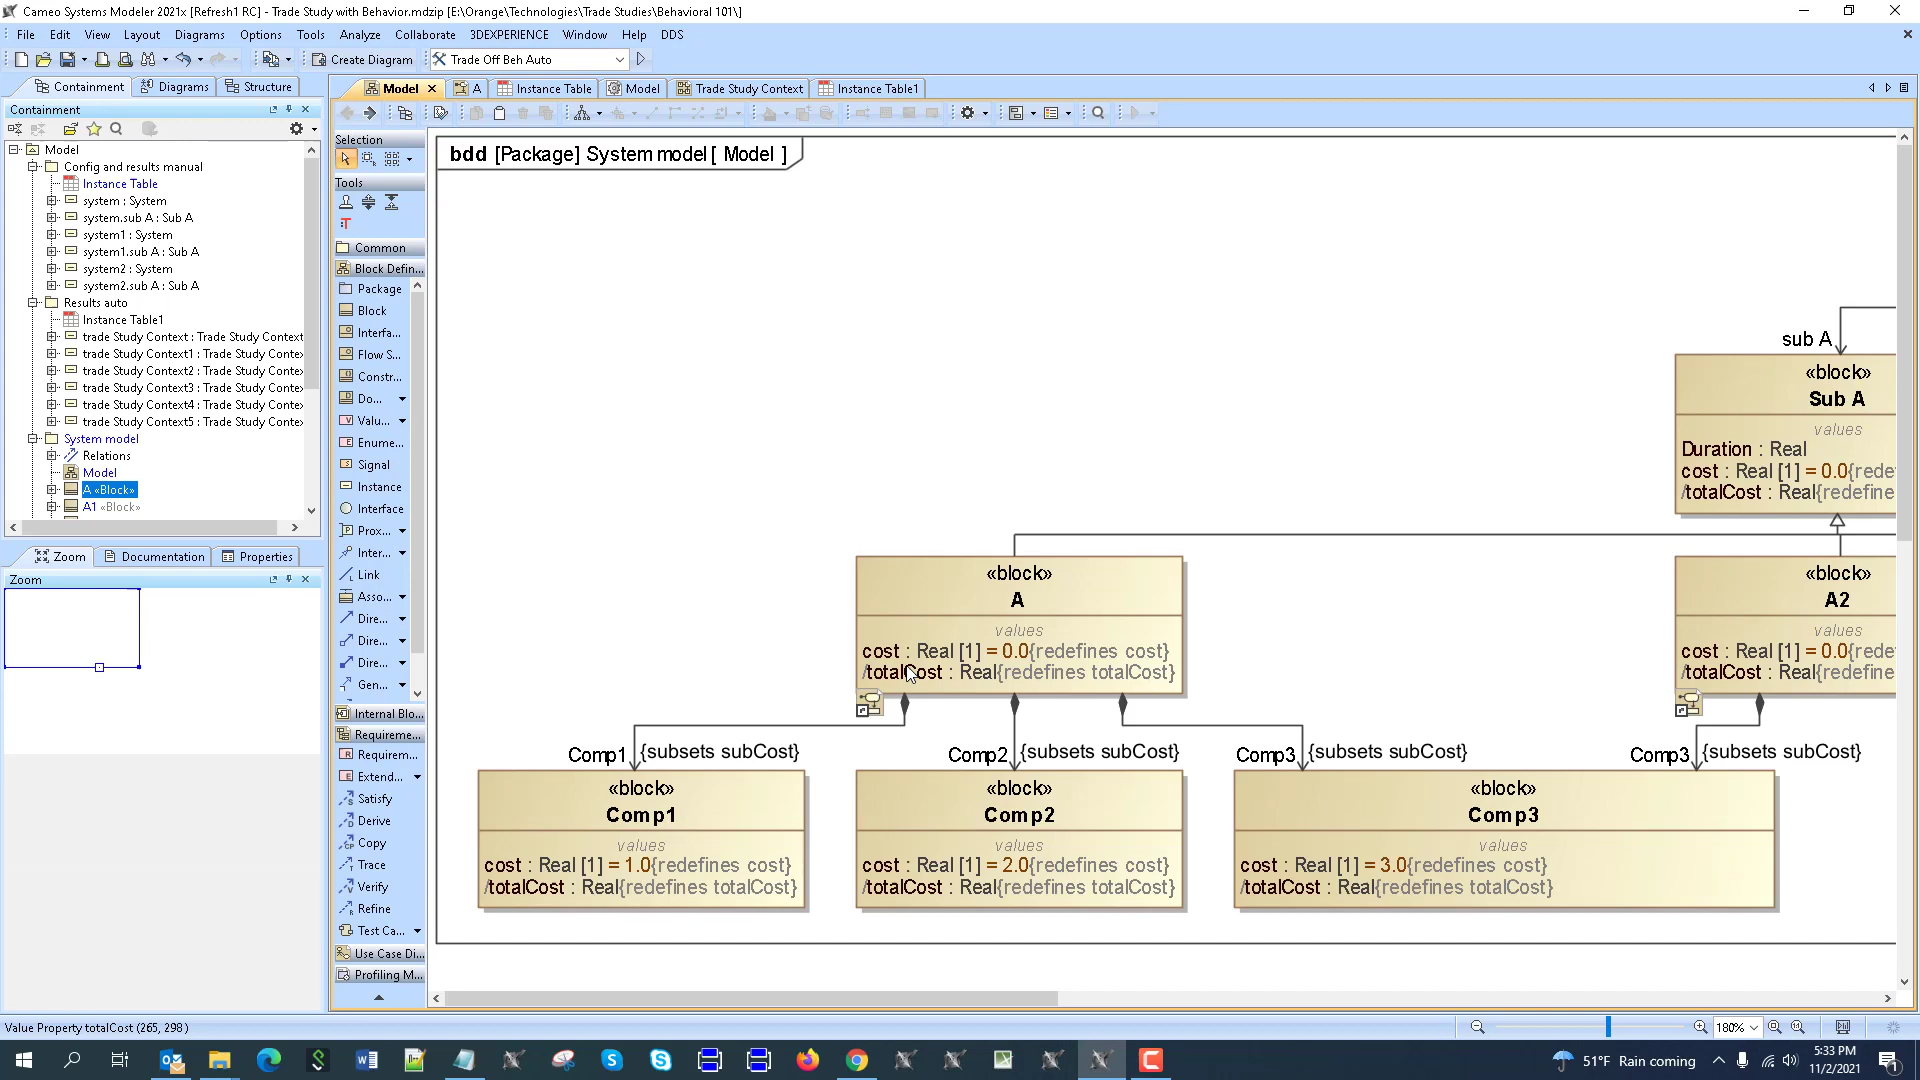 Cameo Systems Modeler 2021x [Refresh1 RC] - Trade Study with Behavior.mdzip [E:\Orange\Technologies\Trade Studies\Behavioral 101\]
File Edit View Layout Diagrams Options Tools Analyze Collaborate 3DEXPERIENCE Window Help DDS
Create Diagram Trade Off Beh Auto
Containment Diagrams Structure
Model A Instance Table Model Trade Study Context Instance Table1
Containment
Model
Config and results manual
Instance Table
system : System
system.sub A : Sub A
system1 : System
system1.sub A : Sub A
system2 : System
system2.sub A : Sub A
Results auto
Instance Table1
trade Study Context : Trade Study Context
trade Study Context1 : Trade Study Conte
trade Study Context2 : Trade Study Conte
trade Study Context3 : Trade Study Conte
trade Study Context4 : Trade Study Conte
trade Study Context5 : Trade Study Conte
System model
Relations
Model
A «Block»
A1 «Block»
Zoom Documentation Properties
Zoom
Selection
Tools
Common
Block Defin...
Package
Block
Interfa...
Flow S...
Constr...
Do...
Valu...
Enume...
Signal
Instance
Interface
Prox...
Inter...
Link
Asso...
Dire...
Dire...
Dire...
Gen...
Internal Blo...
Requireme...
Requirem...
Extend...
Satisfy
Derive
Copy
Trace
Verify
Refine
Test Ca...
Use Case Di...
Profiling M...
bdd [Package] System model [ Model ]
sub A
«block»
Sub A
values
Duration : Real
cost : Real [1] = 0.0{rede
/totalCost : Real{redefine
«block»
A
values
cost : Real [1] = 0.0{redefines cost}
/totalCost : Real{redefines totalCost}
«block»
A2
values
cost : Real [1] = 0.0{rede
/totalCost : Real{redefine
Comp1 {subsets subCost}
Comp2 {subsets subCost}
Comp3 {subsets subCost}
Comp3 {subsets subCost}
«block»
Comp1
values
cost : Real [1] = 1.0{redefines cost}
/totalCost : Real{redefines totalCost}
«block»
Comp2
values
cost : Real [1] = 2.0{redefines cost}
/totalCost : Real{redefines totalCost}
«block»
Comp3
values
cost : Real [1] = 3.0{redefines cost}
/totalCost : Real{redefines totalCost}
Value Property totalCost (265, 298)
180%
51°F Rain coming
5:33 PM
11/2/2021